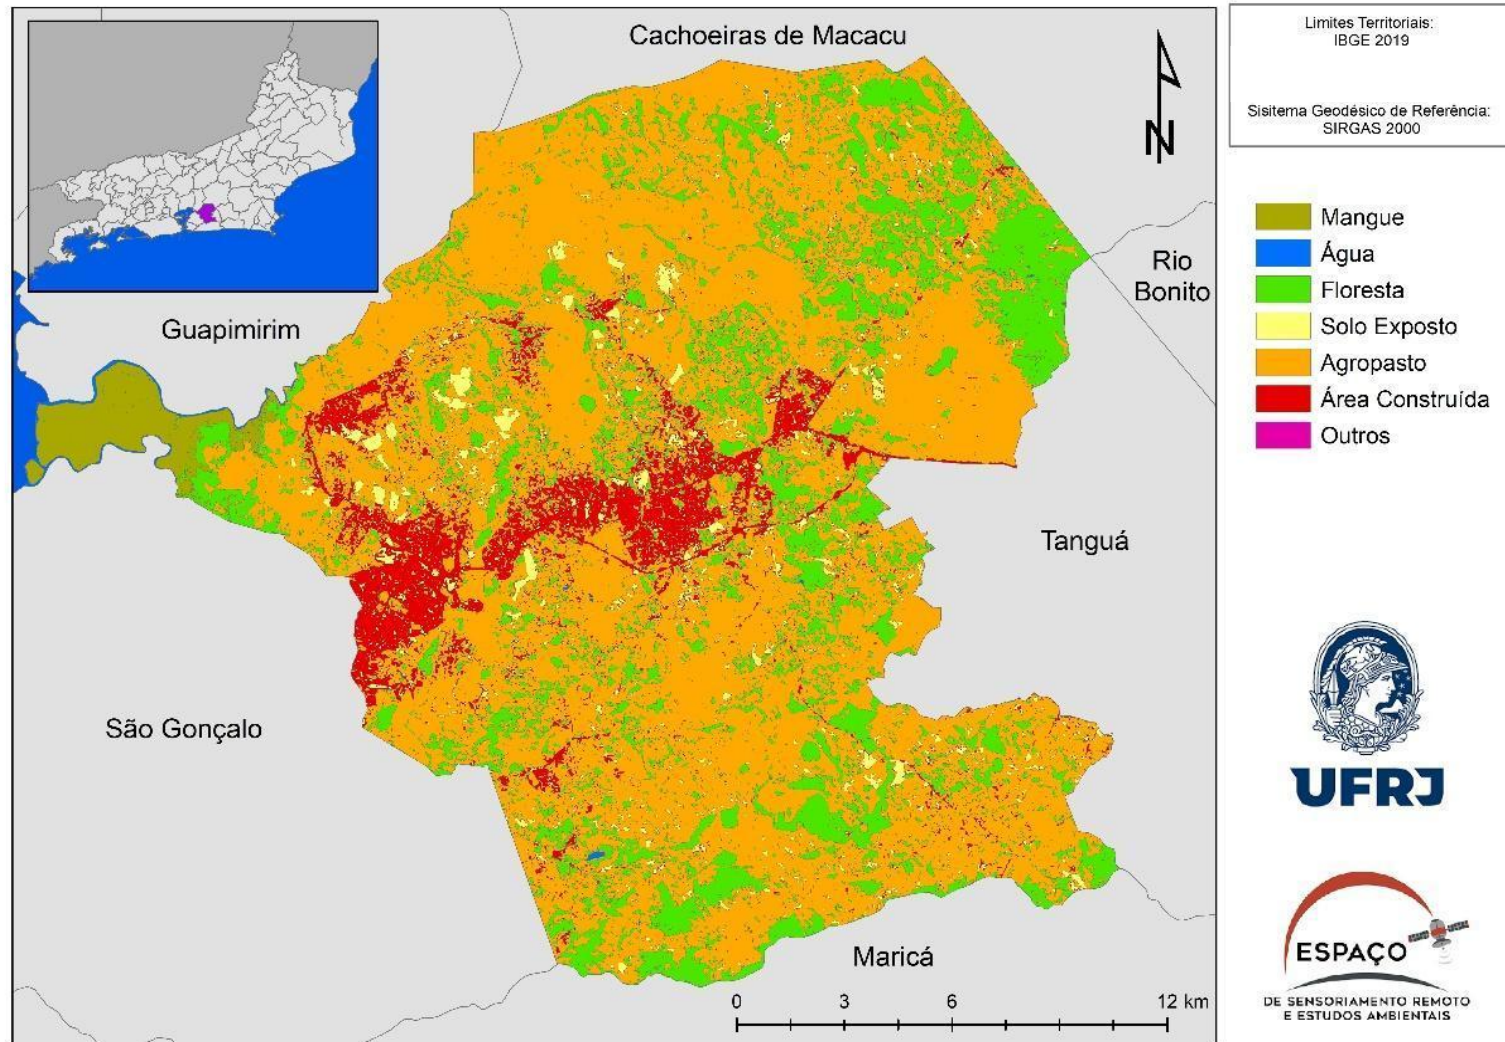 Cachoeiras de Macacu
N
Guapimirim
Rio
Bonito
Tanguá
São Gonçalo
Maricá
0 3 6 12 km
Limites Territoriais:
IBGE 2019
Sisitema Geodésico de Referência:
SIRGAS 2000
Mangue
Água
Floresta
Solo Exposto
Agropasto
Área Construída
Outros
UFRJ
ESPAÇO
DE SENSORIAMENTO REMOTO
E ESTUDOS AMBIENTAIS